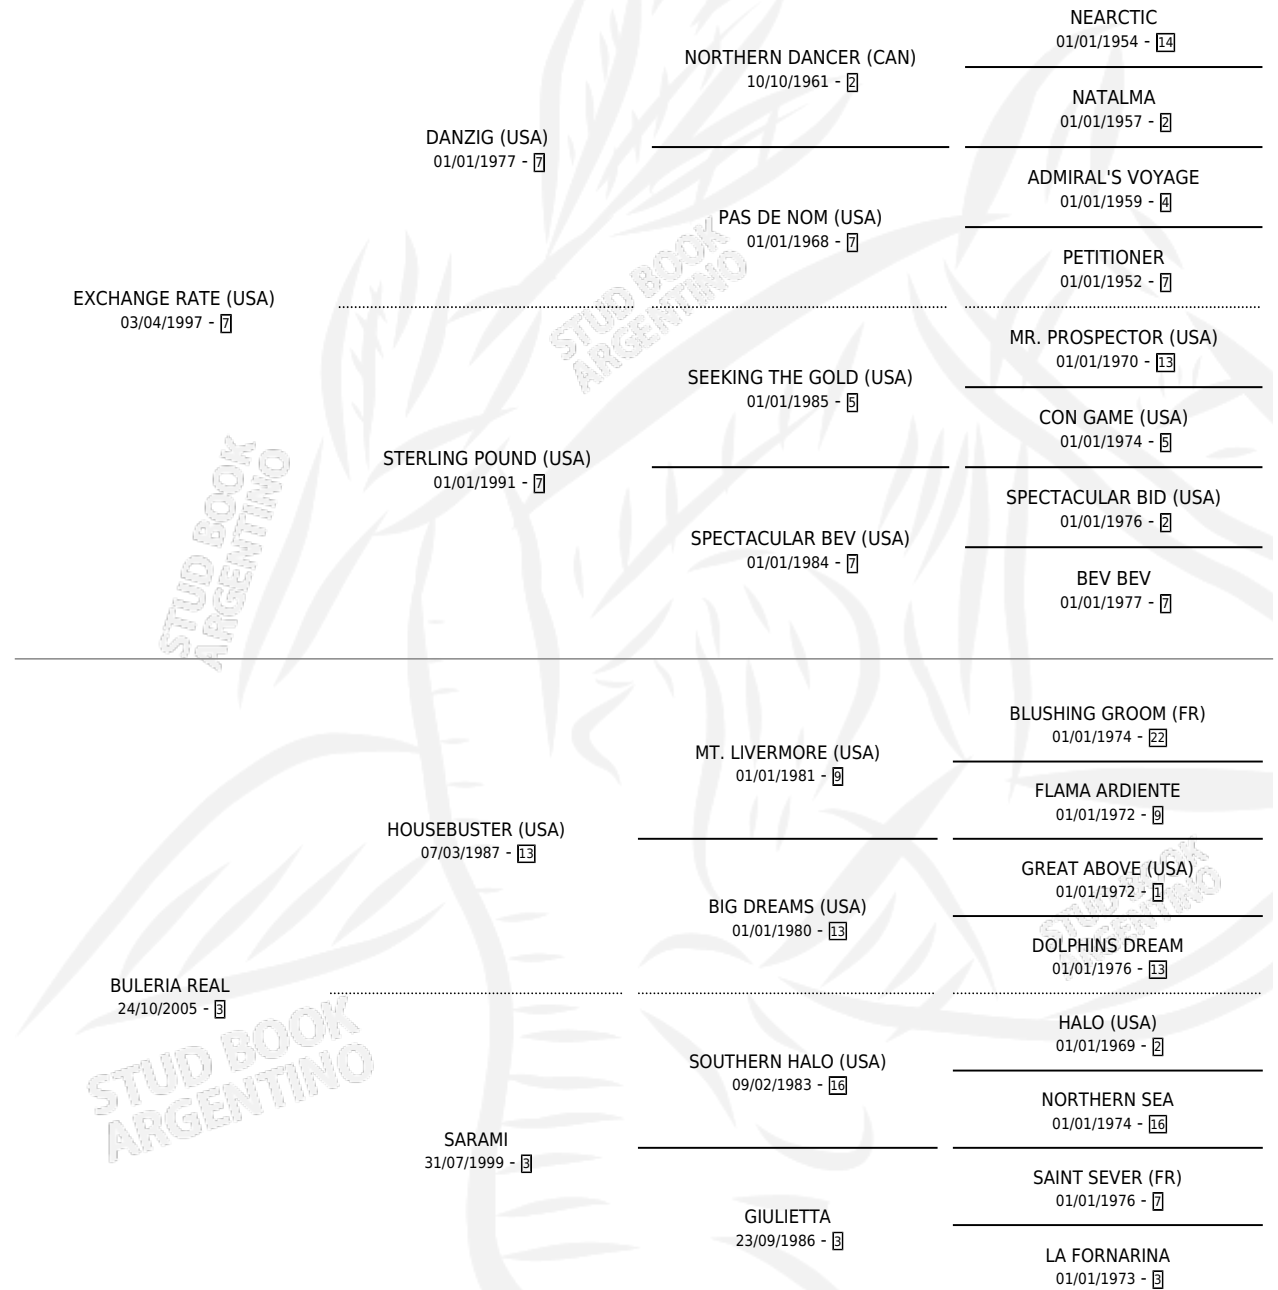 NEARCTIC
01/01/1954 - 14
NORTHERN DANCER (CAN)
10/10/1961 - 2
NATALMA
01/01/1957 - 2
DANZIG (USA)
01/01/1977 - 7
ADMIRAL'S VOYAGE
01/01/1959 - 4
PAS DE NOM (USA)
01/01/1968 - 7
PETITIONER
01/01/1952 - 7
STUD BOOK
ARGENTINO
EXCHANGE RATE (USA)
03/04/1997 - 7
MR. PROSPECTOR (USA)
01/01/1970 - 13
SEEKING THE GOLD (USA)
01/01/1985 - 5
CON GAME (USA)
01/01/1974 - 5
STERLING POUND (USA)
01/01/1991 - 7
SPECTACULAR BID (USA)
01/01/1976 - 2
SPECTACULAR BEV (USA)
01/01/1984 - 7
BEV BEV
01/01/1977 - 7
STUD BOOK
ARGENTINO
BLUSHING GROOM (FR)
01/01/1974 - 22
MT. LIVERMORE (USA)
01/01/1981 - 9
FLAMA ARDIENTE
01/01/1972 - 9
HOUSEBUSTER (USA)
07/03/1987 - 13
GREAT ABOVE (USA)
01/01/1972 - 1
BIG DREAMS (USA)
01/01/1980 - 13
DOLPHINS DREAM
01/01/1976 - 13
STUD BOOK
ARGENTINO
BULERIA REAL
24/10/2005 - 3
HALO (USA)
01/01/1969 - 2
SOUTHERN HALO (USA)
09/02/1983 - 16
NORTHERN SEA
01/01/1974 - 16
STUD BOOK
ARGENTINO
SARAMI
31/07/1999 - 3
SAINT SEVER (FR)
01/01/1976 - 7
GIULIETTA
23/09/1986 - 3
LA FORNARINA
01/01/1973 - 3